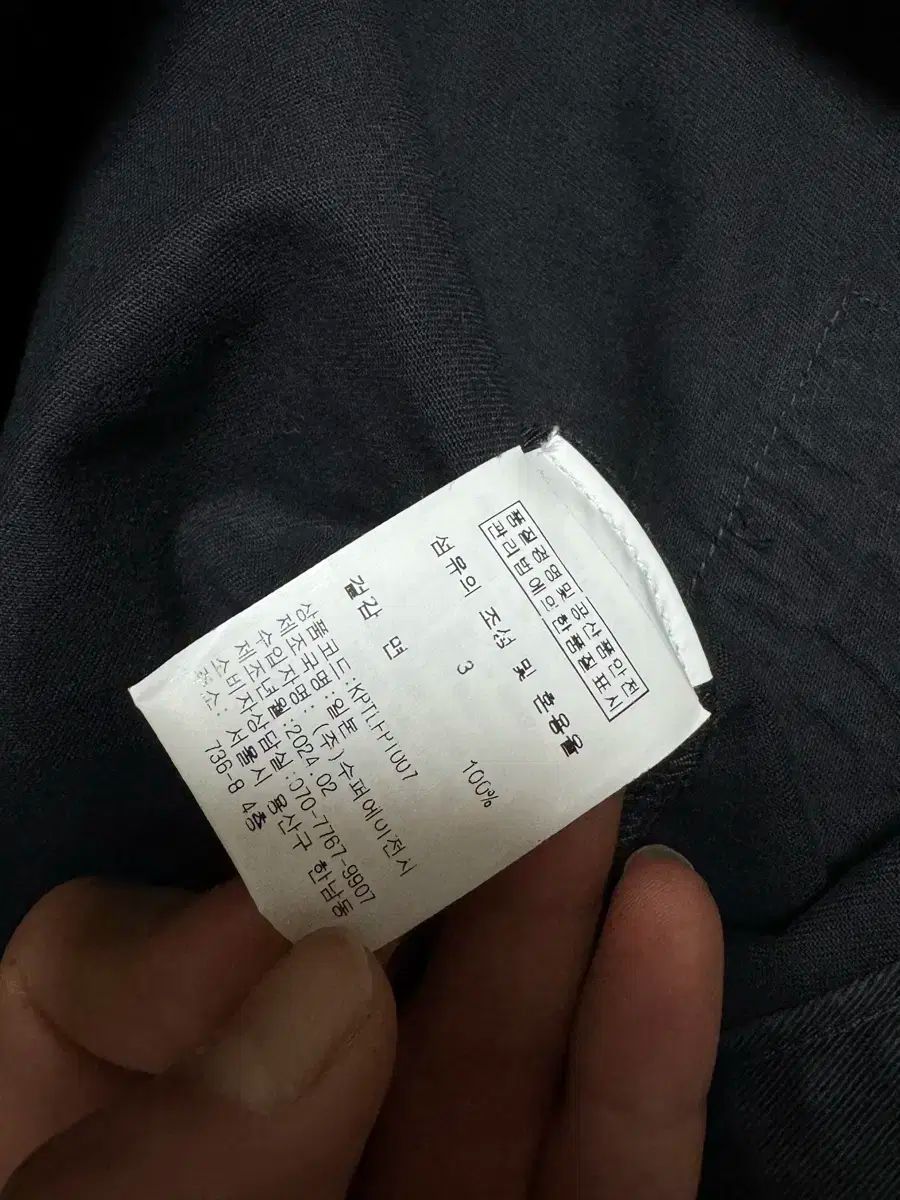 품질경영및공산품안전
관리법에의한품질표시
섬유의 조성 및 혼용율
3
겉감 면 100%
상품코드:KPTLFP1007
제조국명:일본
수입자명:(주)수퍼에이전시
제조년월:2024.02
소비자상담실:070-7767-9907
주소: 서울시 용산구 한남동
736-8 4층